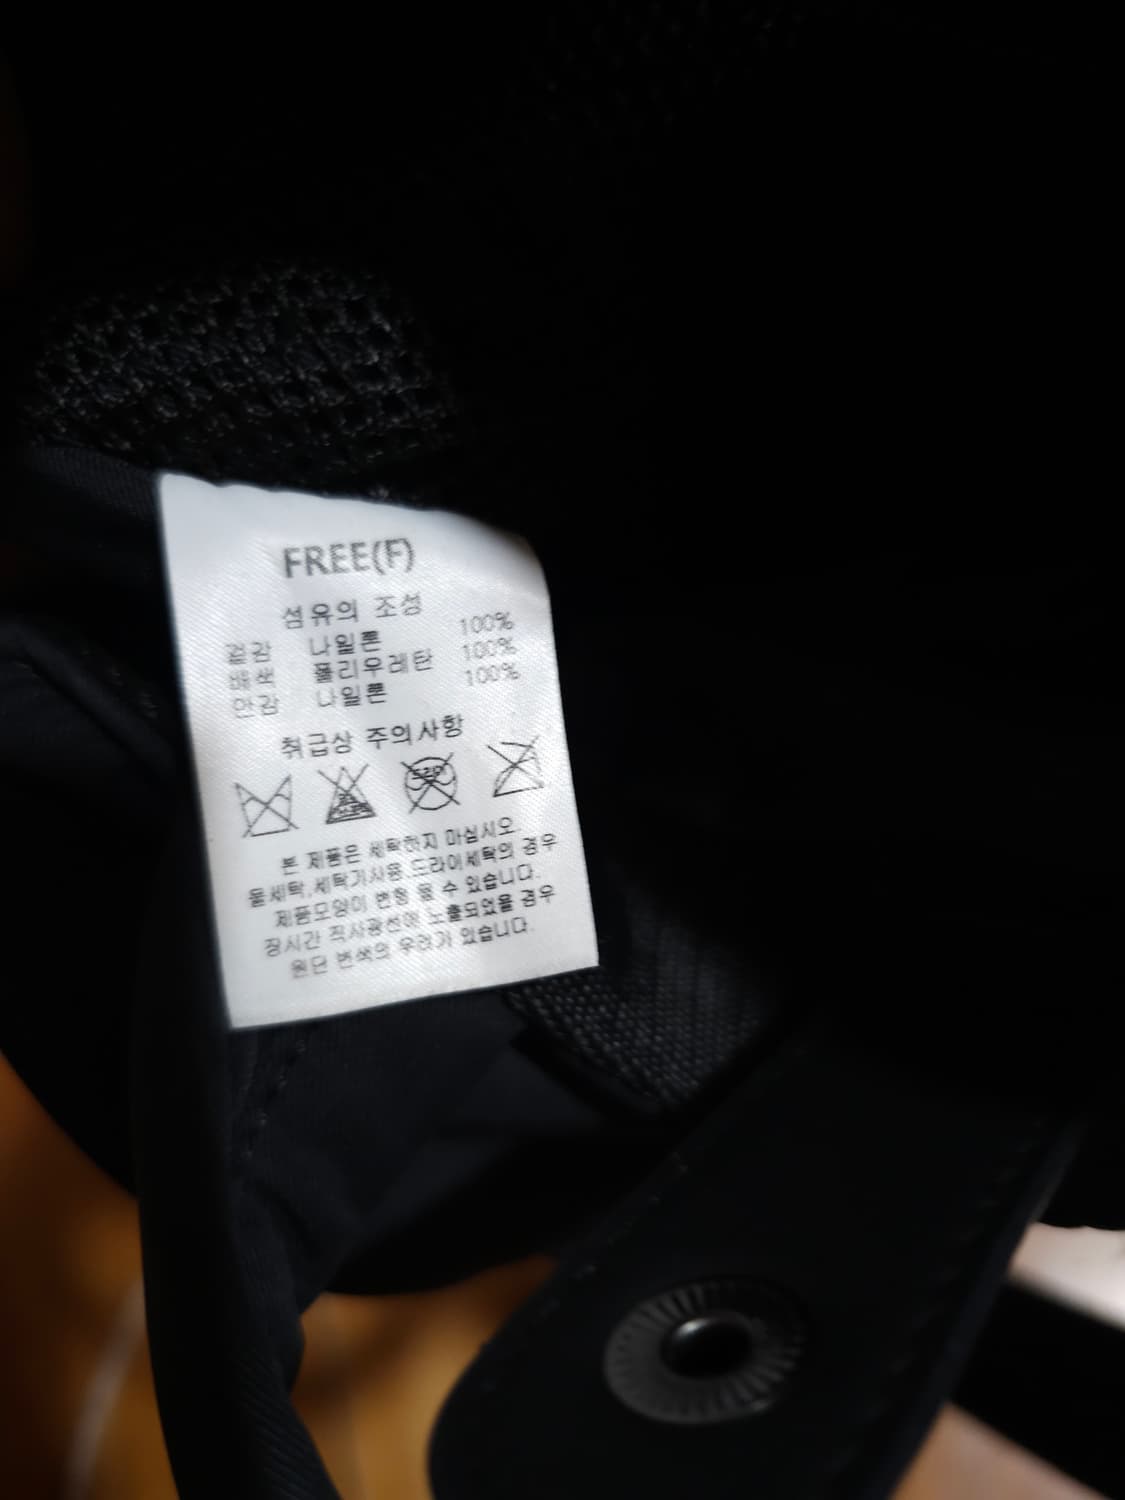 FREE(F)
섬유의 조성
겉감 나일론 100%
배색 폴리우레탄 100%
안감 나일론 100%
취급상 주의사항
드라이
본 제품은 세탁하지 마십시오.
물세탁,세탁기사용,드라이세탁의 경우
제품모양이 변형 될 수 있습니다.
장시간 직사광선에 노출되었을 경우
원단 변색의 우려가 있습니다.